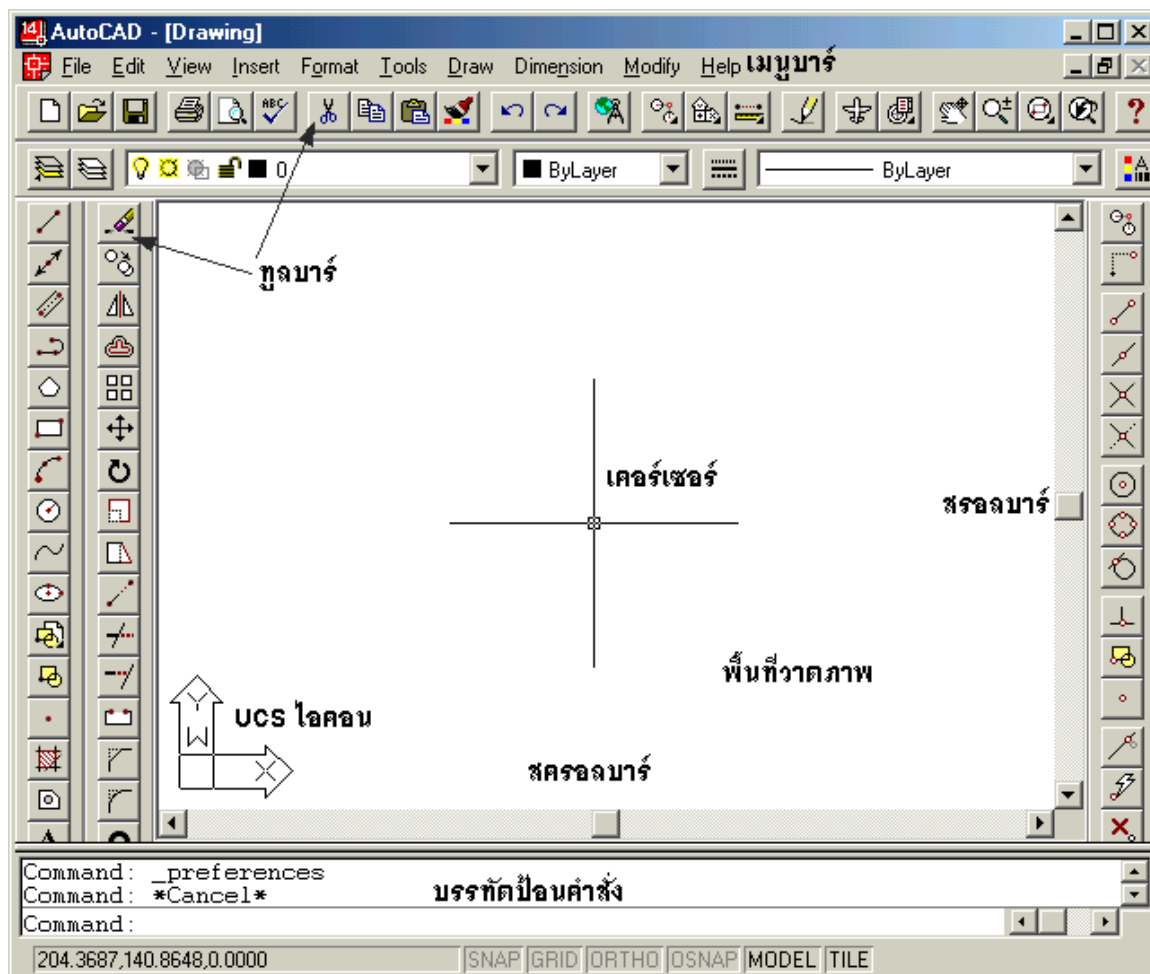 AutoCAD - [Drawing]
File Edit View Insert Format Tools Draw Dimension Modify Help เมนูบาร์
ABC
0 ByLayer ByLayer
ทูลบาร์
เคอร์เซอร์
สรอลบาร์
พื้นที่วาดภาพ
Y
UCS ไอคอน
W
X
สครอลบาร์
Command: _preferences
Command: *Cancel*
บรรทัดป้อนคำสั่ง
Command:
204.3687,140.8648,0.0000 SNAP GRID ORTHO OSNAP MODEL TILE